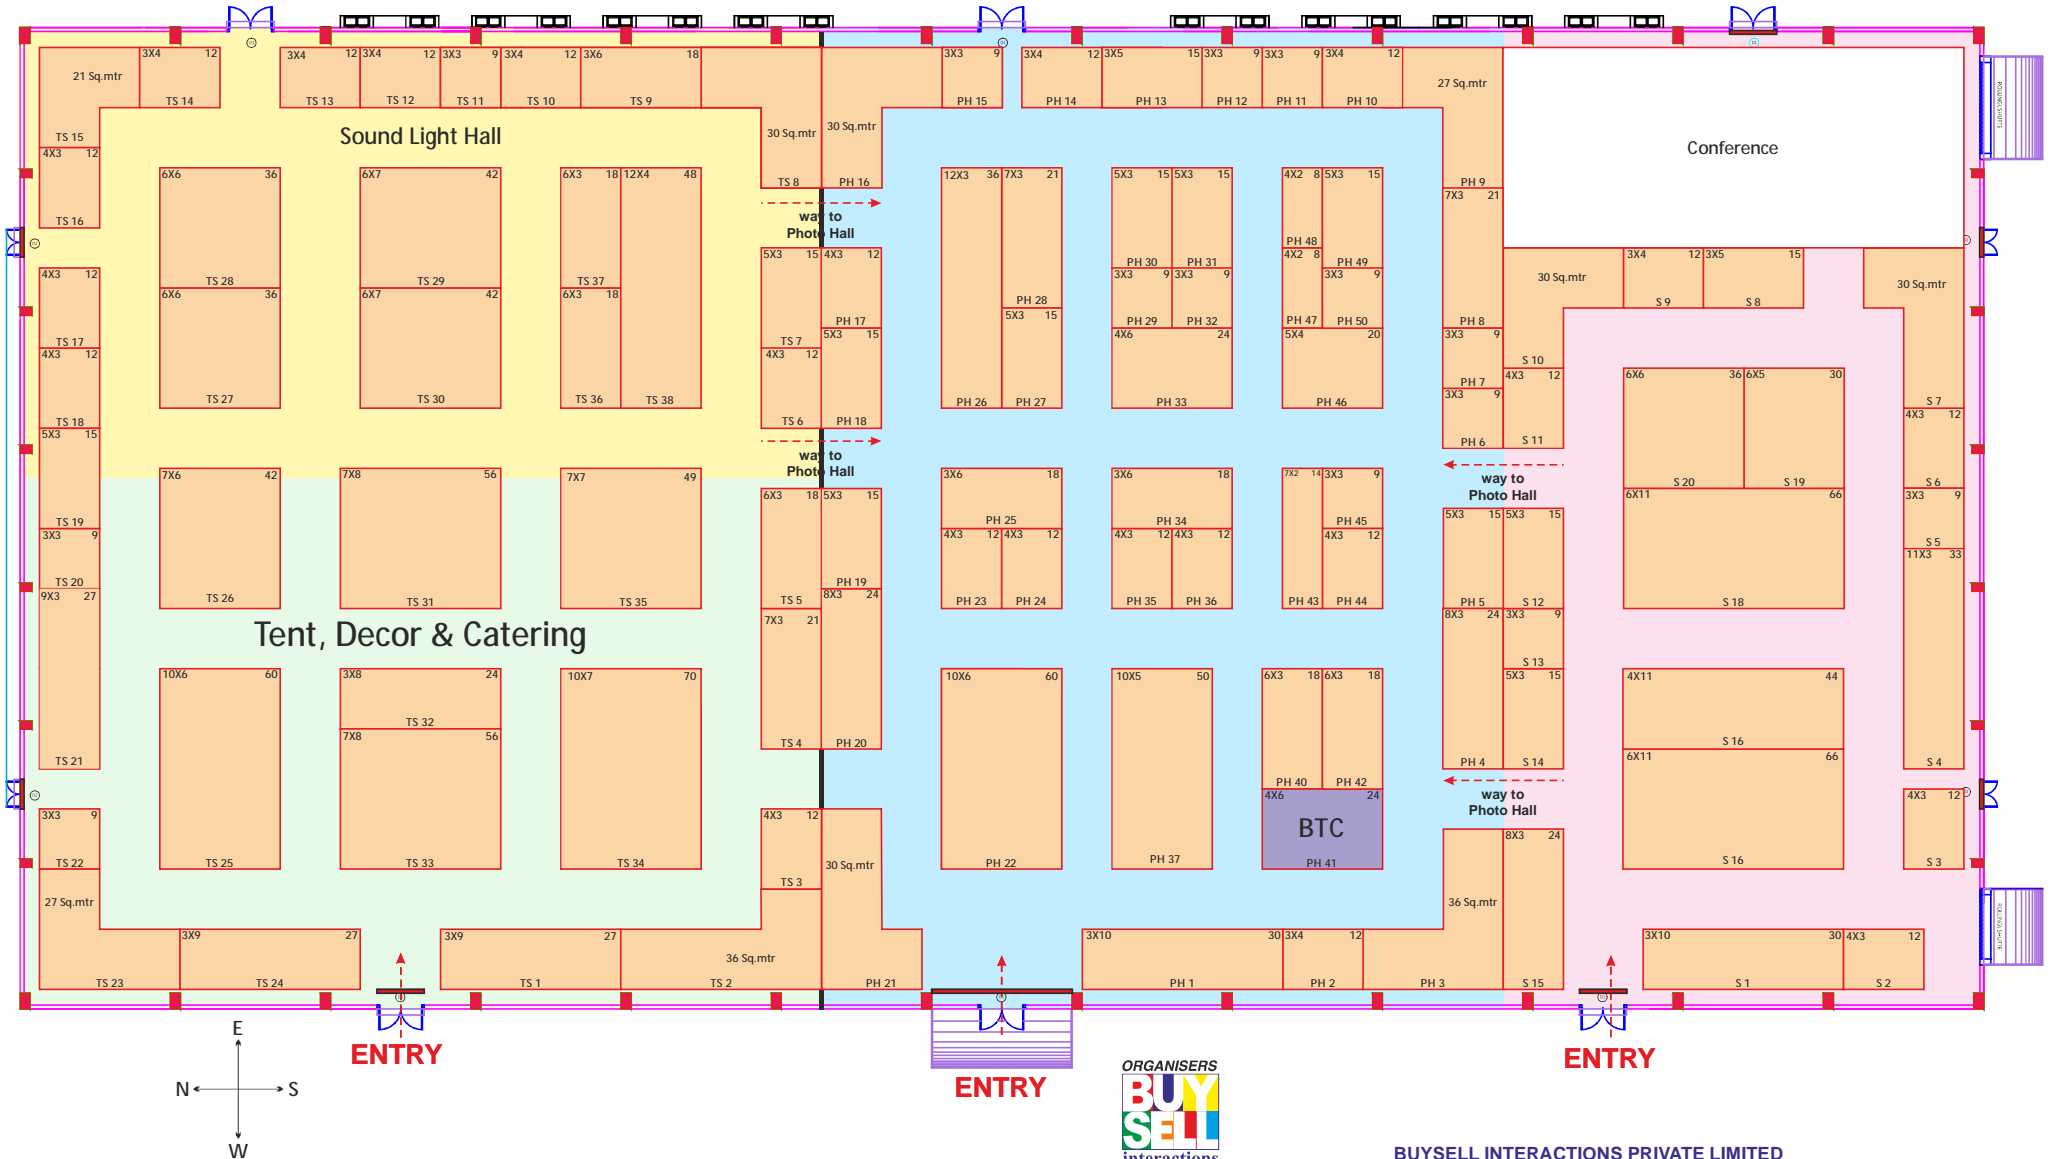 3X4 12
TS 14
21 Sq.mtr
TS 15
3X4 12
TS 13
3X4 12
TS 12
3X3 9
TS 11
3X4 12
TS 10
3X6 18
TS 9
30 Sq.mtr
TS 8
30 Sq.mtr
PH 16
3X3 9
PH 15
3X4 12
PH 14
3X5 15
PH 13
3X3 9
PH 12
3X3 9
PH 11
3X4 12
PH 10
27 Sq.mtr
PH 9
Conference
ROLLING SHUTTE
Sound Light Hall
4X3 12
TS 16
6X6 36
TS 28
6X7 42
TS 29
6X3 18
TS 37
12X4 48
TS 38
way to
Photo Hall
12X3 36
PH 26
7X3 21
PH 28
5X3 15
PH 30
5X3 15
PH 31
4X2 8
PH 48
5X3 15
PH 49
7X3 21
PH 8
4X3 12
TS 17
6X6 36
TS 27
6X7 42
TS 30
6X3 18
TS 36
5X3 15
TS 7
4X3 12
PH 17
5X3 15
PH 27
3X3 9
PH 29
3X3 9
PH 32
4X2 8
PH 47
3X3 9
PH 50
30 Sq.mtr
S 10
3X4 12
S 9
3X5 15
S 8
30 Sq.mtr
S 7
4X3 12
TS 18
4X3 12
TS 6
5X3 15
PH 18
4X6 24
PH 33
5X4 20
PH 46
3X3 9
PH 7
3X3 9
PH 6
4X3 12
S 11
6X6 36
S 20
6X5 30
S 19
4X3 12
S 6
way to
Photo Hall
5X3 15
TS 19
7X6 42
TS 26
7X8 56
TS 31
7X7 49
TS 35
6X3 18
TS 5
5X3 15
PH 19
3X6 18
PH 25
3X6 18
PH 34
7X2 14
PH 43
3X3 9
PH 45
way to
Photo Hall
6X11 66
S 18
3X3 9
S 5
3X3 9
TS 20
4X3 12
PH 23
4X3 12
PH 24
4X3 12
PH 35
4X3 12
PH 36
4X3 12
PH 44
5X3 15
PH 5
5X3 15
S 12
11X3 33
S 4
9X3 27
TS 21
Tent, Decor & Catering
7X3 21
TS 4
8X3 24
PH 20
8X3 24
PH 4
3X3 9
S 13
5X3 15
S 14
10X6 60
TS 25
3X8 24
TS 32
7X8 56
TS 33
10X7 70
TS 34
10X6 60
PH 22
10X5 50
PH 37
6X3 18
PH 40
6X3 18
PH 42
4X6 24
BTC
PH 41
way to
Photo Hall
4X11 44
S 16
6X11 66
S 16
4X3 12
S 3
3X3 9
TS 22
4X3 12
TS 3
30 Sq.mtr
PH 21
8X3 24
S 15
27 Sq.mtr
TS 23
3X9 27
TS 24
3X9 27
TS 1
36 Sq.mtr
TS 2
3X10 30
PH 1
3X4 12
PH 2
36 Sq.mtr
PH 3
3X10 30
S 1
4X3 12
S 2
ROLLING SHUTTE
ENTRY
ENTRY
ENTRY
E
N S
W
ORGANISERS
BUY
SELL
interactions
BUYSELL INTERACTIONS PRIVATE LIMITED